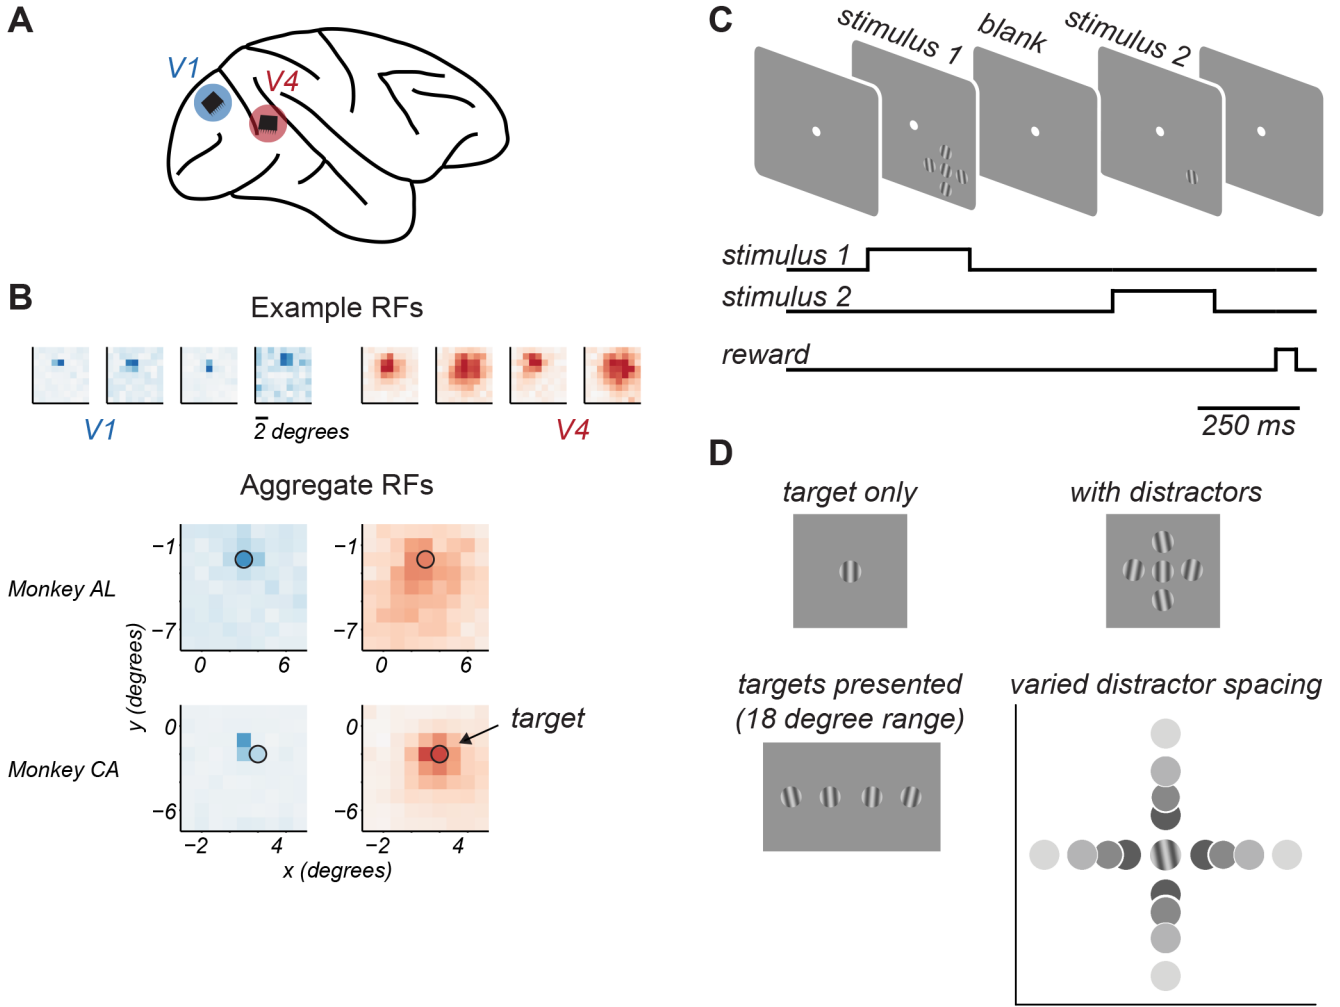 A
V1
V4
B
Example RFs
V1
2 degrees
V4
Aggregate RFs
Monkey AL
−1
−7
0
6
−1
−7
0
6
Monkey CA
y (degrees)
0
−6
−2
4
0
−6
−2
4
x (degrees)
target
C
stimulus 1
blank
stimulus 2
stimulus 1
stimulus 2
reward
250 ms
D
target only
with distractors
targets presented
(18 degree range)
varied distractor spacing